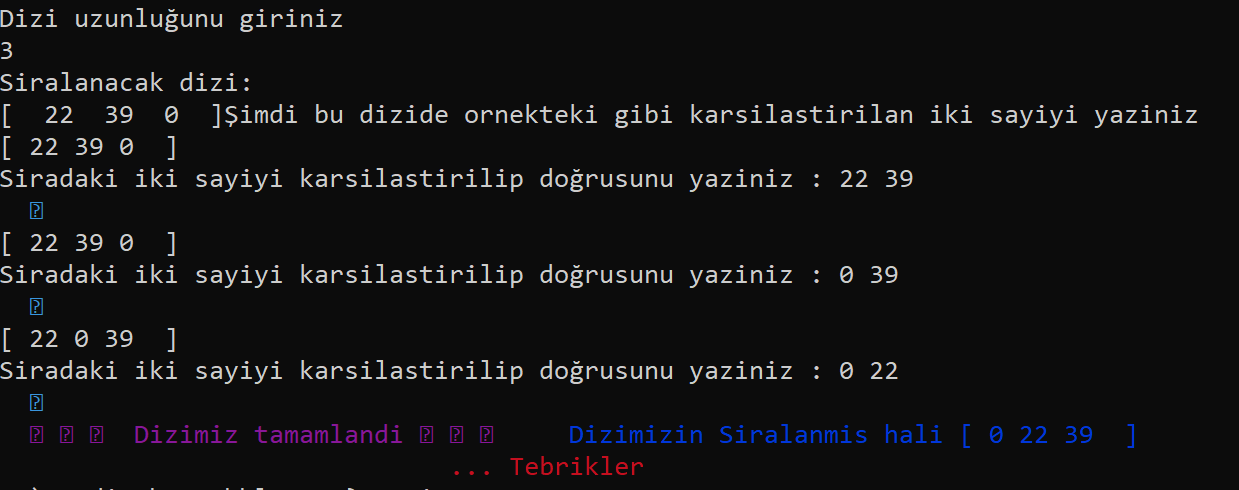 Dizi uzunluğunu giriniz
3
Siralanacak dizi:
[  22  39  0  ]Şimdi bu dizide ornekteki gibi karsilastirilan iki sayiyi yaziniz
[ 22 39 0  ]
Siradaki iki sayiyi karsilastirilip doğrusunu yaziniz : 22 39
[ 22 39 0  ]
Siradaki iki sayiyi karsilastirilip doğrusunu yaziniz : 0 39
[ 22 0 39  ]
Siradaki iki sayiyi karsilastirilip doğrusunu yaziniz : 0 22
Dizimiz tamamlandi Dizimizin Siralanmis hali [ 0 22 39  ]
... Tebrikler